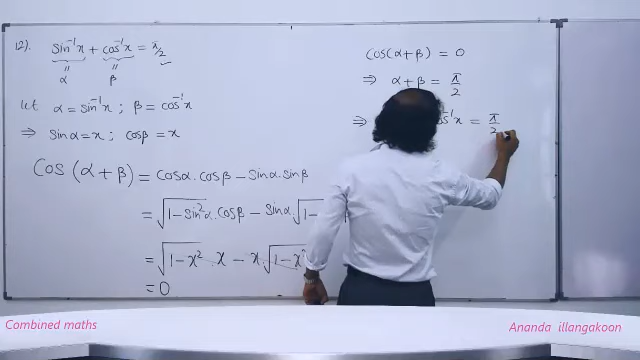 12). sin⁻¹x + cos⁻¹x = π/2
" "
α β
let α = sin⁻¹x ; β = cos⁻¹x
⇒ sinα = x ; cosβ = x
Cos (α + β) = cosα . cosβ − sinα . sinβ
= √1−sin²α . cosβ − sinα . √1−
= √1−x² . x − x . √1−x²
= 0
cos(α+β) = 0
⇒ α + β = π/2
⇒ os⁻¹x = π/2
Combined maths
Ananda illangakoon